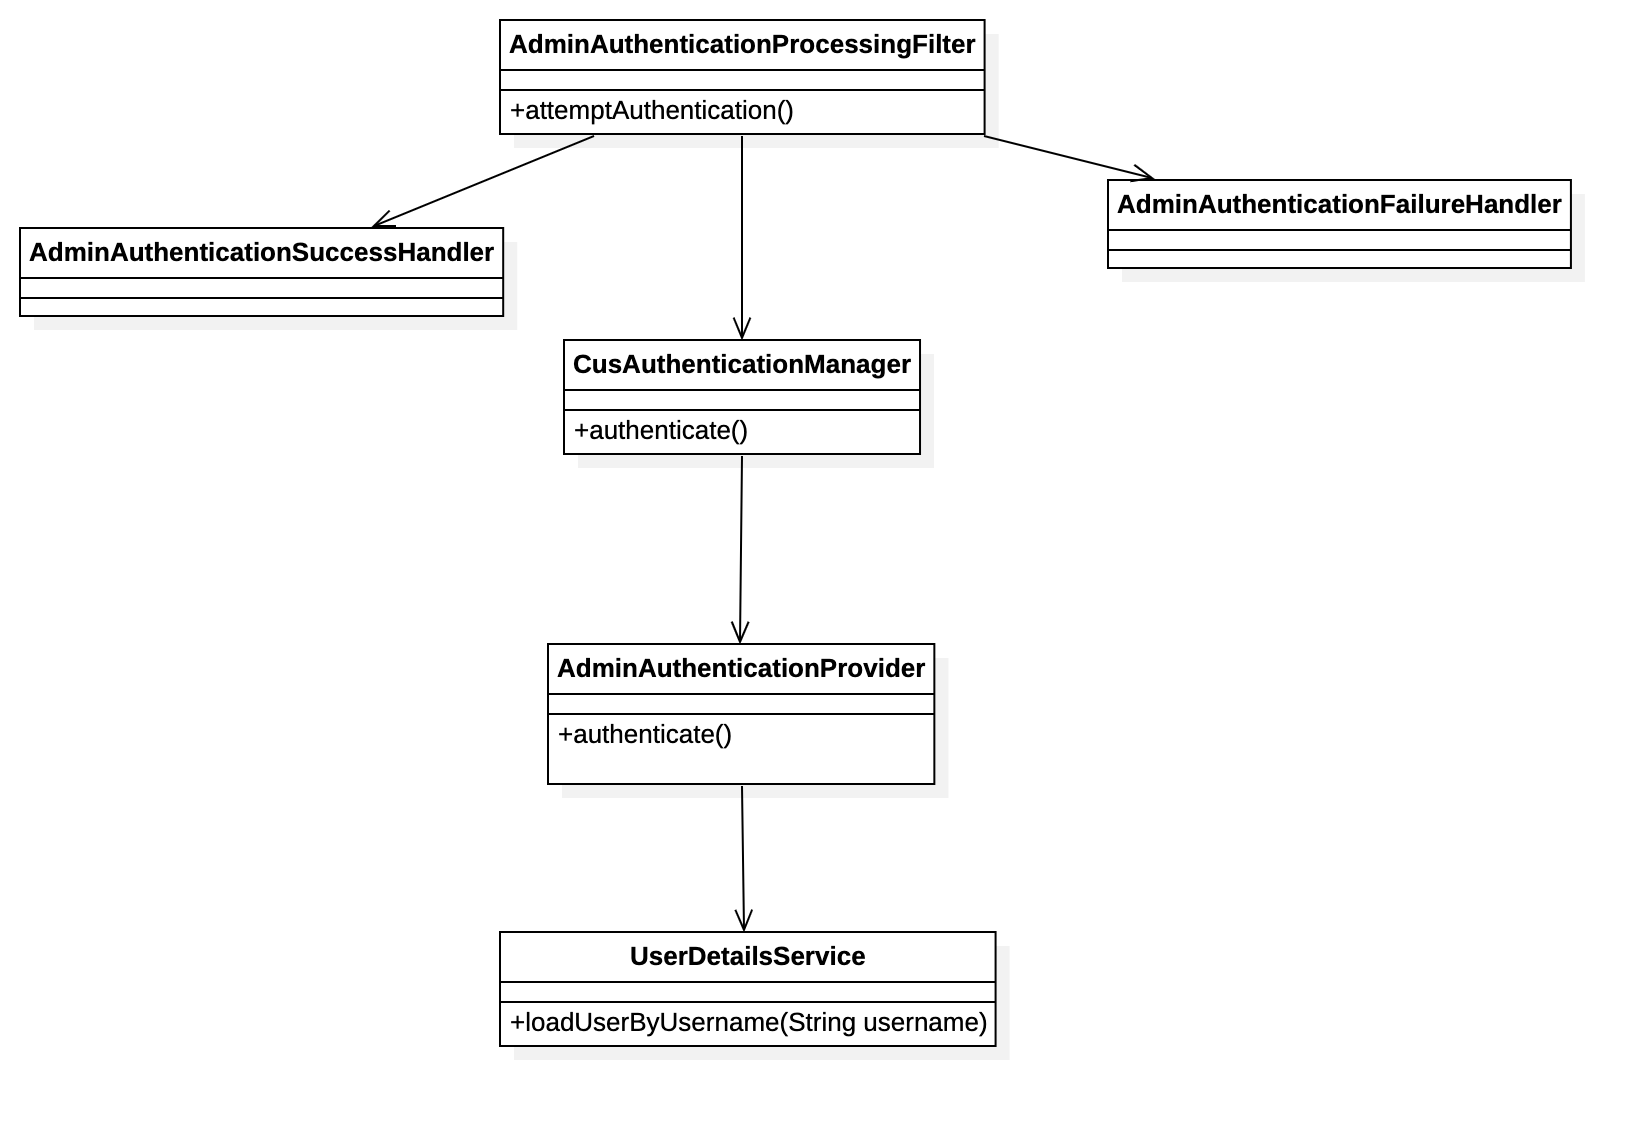 AdminAuthenticationProcessingFilter
+attemptAuthentication()
AdminAuthenticationFailureHandler
AdminAuthenticationSuccessHandler
CusAuthenticationManager
+authenticate()
AdminAuthenticationProvider
+authenticate()
UserDetailsService
+loadUserByUsername(String username)